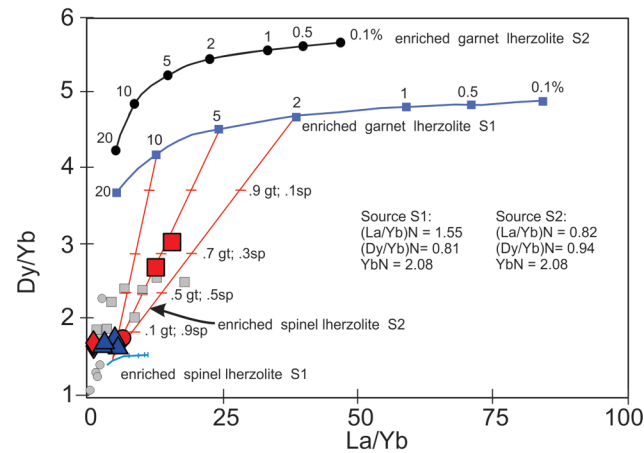 6
5
4
3
2
1
Dy/Yb
0
25
50
75
100
La/Yb
20
10
5
2
1
0.5
0.1%
enriched garnet lherzolite S2
20
10
5
2
1
0.5
0.1%
enriched garnet lherzolite S1
.9 gt; .1sp
.7 gt; .3sp
.5 gt; .5sp
.1 gt; .9sp
enriched spinel lherzolite S2
enriched spinel lherzolite S1
Source S1:
(La/Yb)N = 1.55
(Dy/Yb)N= 0.81
YbN = 2.08
Source S2:
(La/Yb)N = 0.82
(Dy/Yb)N= 0.94
YbN = 2.08